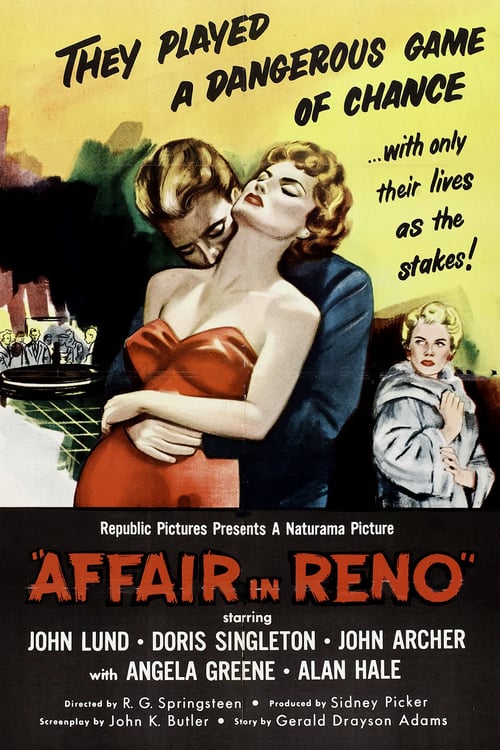 THEY PLAYED
A DANGEROUS GAME
OF CHANCE
...with only
their lives
as the
stakes!
Republic Pictures Presents A Naturama Picture
"AFFAIR IN RENO"
starring
JOHN LUND · DORIS SINGLETON · JOHN ARCHER
with ANGELA GREENE · ALAN HALE
Directed by R. G. Springsteen • Produced by Sidney Picker
Screenplay by John K. Butler • Story by Gerald Drayson Adams